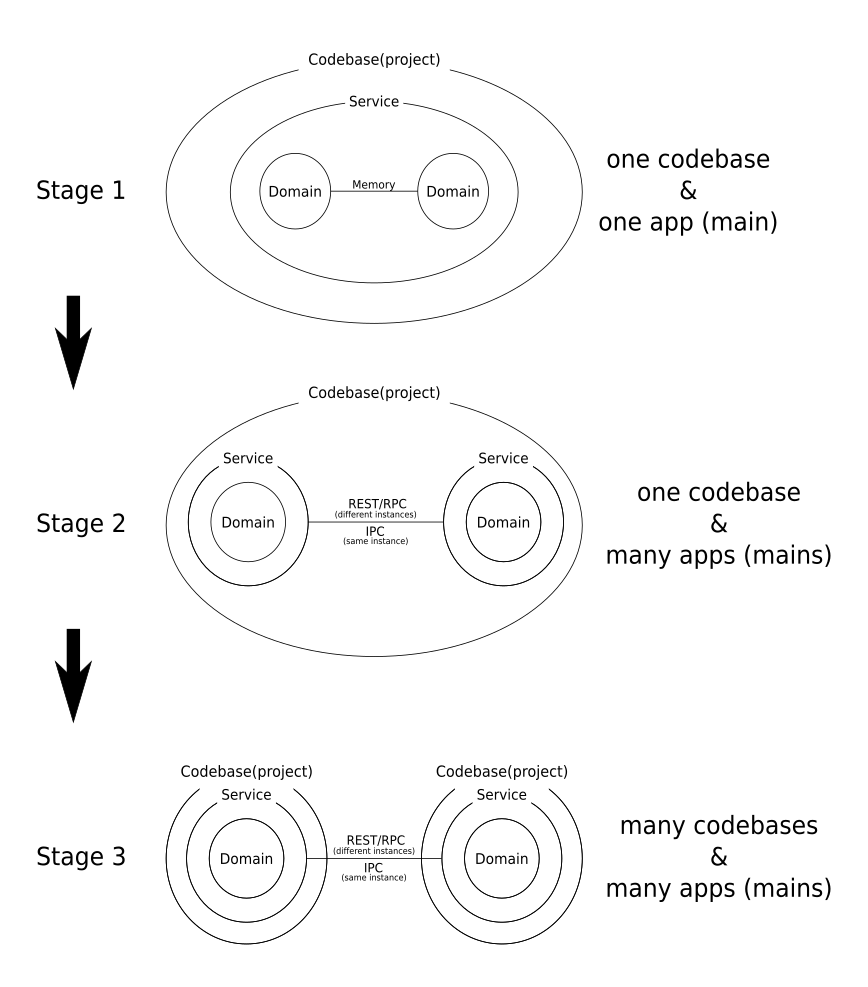 Codebase(project)
Service
Stage 1
Domain
Memory
Domain
one codebase
&
one app (main)
Codebase(project)
Service
Service
Stage 2
Domain
REST/RPC
(different instances)
IPC
(same instance)
Domain
one codebase
&
many apps (mains)
Codebase(project)
Codebase(project)
Service
Service
Stage 3
Domain
REST/RPC
(different instances)
IPC
(same instance)
Domain
many codebases
&
many apps (mains)